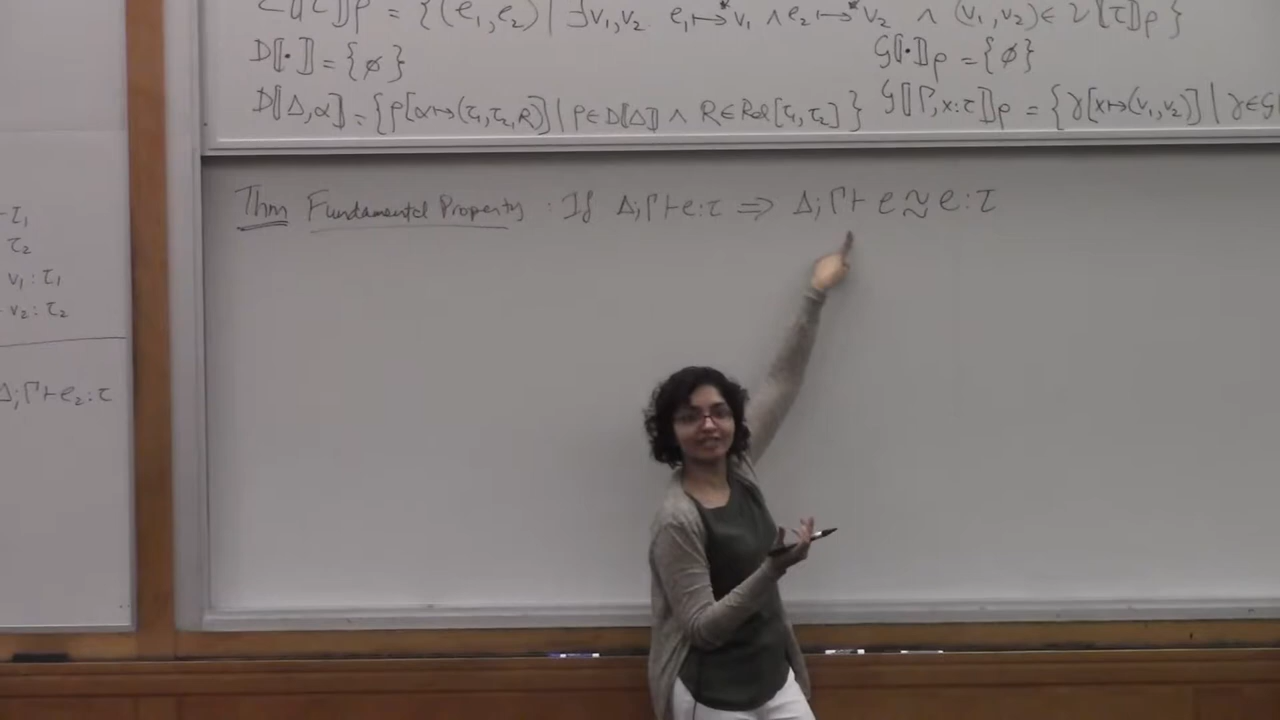 ℰ⟦τ⟧ρ = {(e₁,e₂) | ∃v₁,v₂ e₁↦*v₁ ∧ e₂↦*v₂ ∧ (v₁,v₂)∈ 𝒱⟦τ⟧ρ}
D⟦•⟧ = {∅}
G⟦•⟧ρ = {∅}
D⟦Δ,α⟧ = {ρ[α↦(τ₁,τ₂,R)] | ρ∈D⟦Δ⟧ ∧ R∈Rel[τ₁,τ₂]}
G⟦Γ,x:τ⟧ρ = {γ[x↦(v₁,v₂)] | γ∈G
Thm Fundamental Property : If Δ;Γ⊢e:τ ⇒ Δ;Γ⊢ e≈e:τ
τ₁
τ₂
v₁:τ₁
v₂:τ₂
Δ;Γ⊢e₂:τ